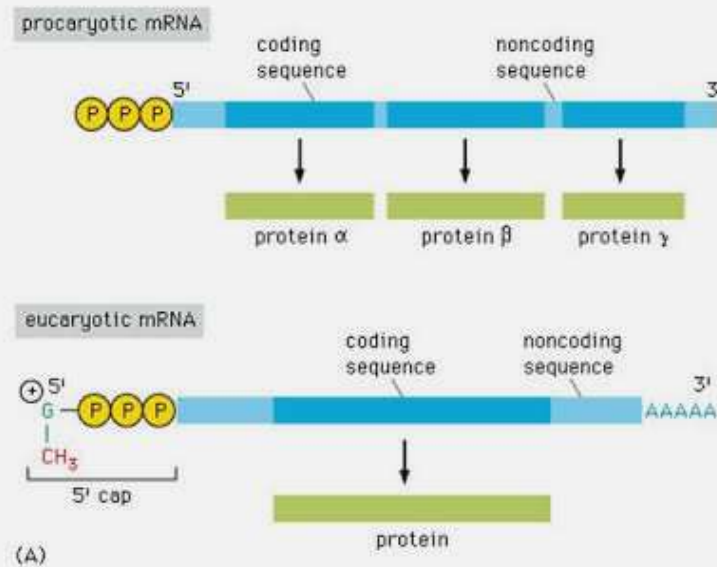 procaryotic mRNA
coding
sequence
noncoding
sequence
5'
3'
P P P
protein α
protein β
protein γ
eucaryotic mRNA
coding
sequence
noncoding
sequence
+
5'
3'
G
P P P
AAAAA
CH3
5' cap
protein
(A)